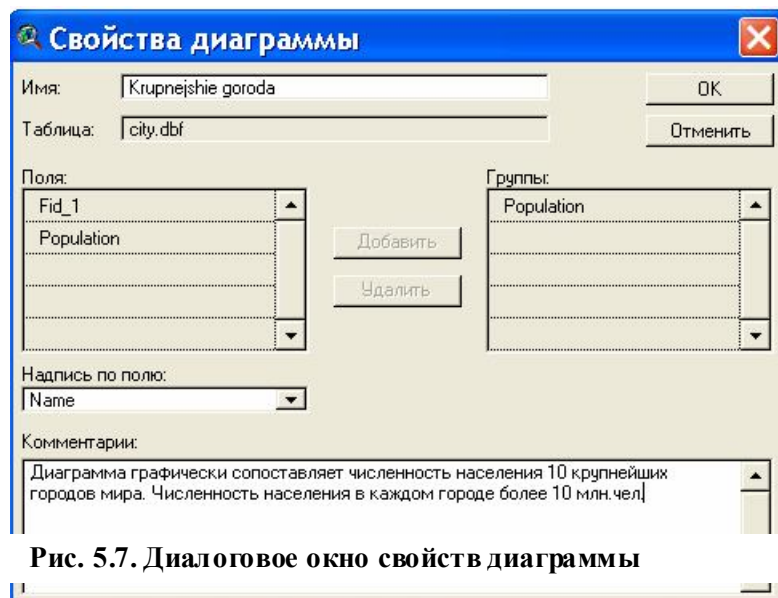 Свойства диаграммы
Имя: Krupnejshie goroda OK
Таблица: city.dbf Отменить
Поля: Группы:
Fid_1 Population
Population Добавить
Удалить
Надпись по полю:
Name
Комментарии:
Диаграмма графически сопоставляет численность населения 10 крупнейших
городов мира. Численность населения в каждом городе более 10 млн.чел.
Рис. 5.7. Диалоговое окно свойств диаграммы